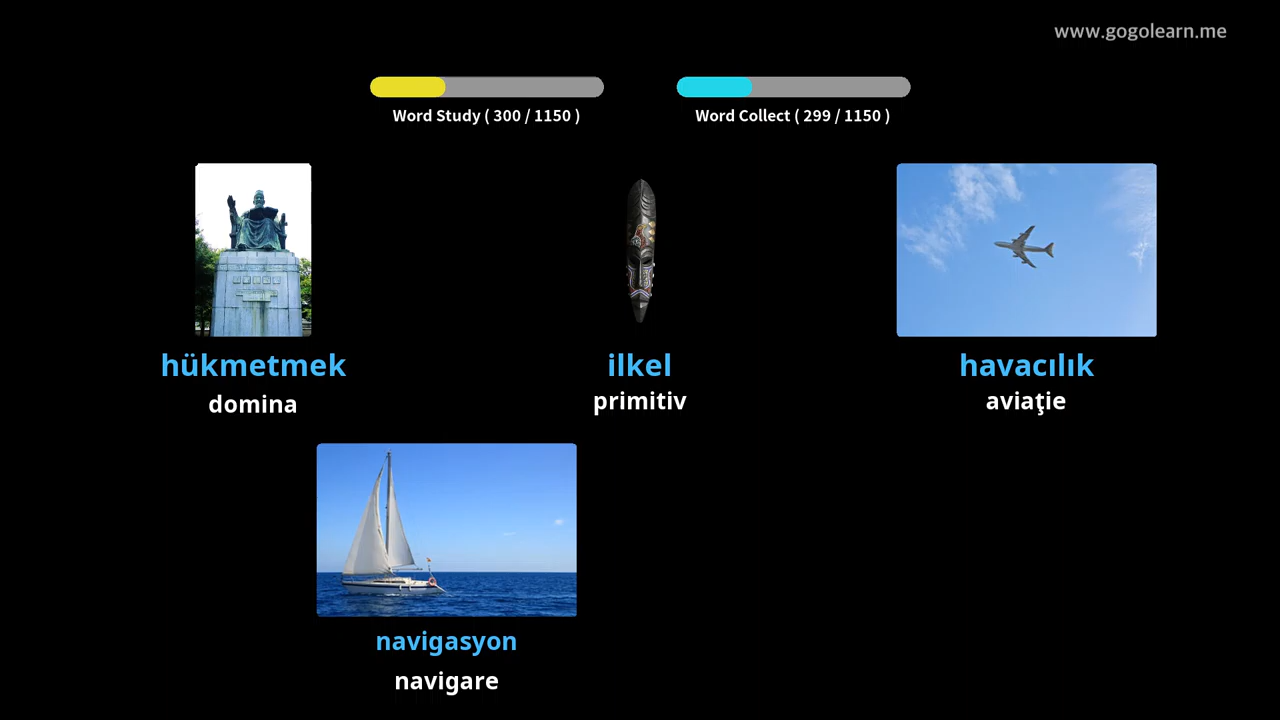 www.gogolearn.me
Word Study ( 300 / 1150 )
Word Collect ( 299 / 1150 )
hükmetmek
domina
ilkel
primitiv
havacılık
aviaţie
navigasyon
navigare